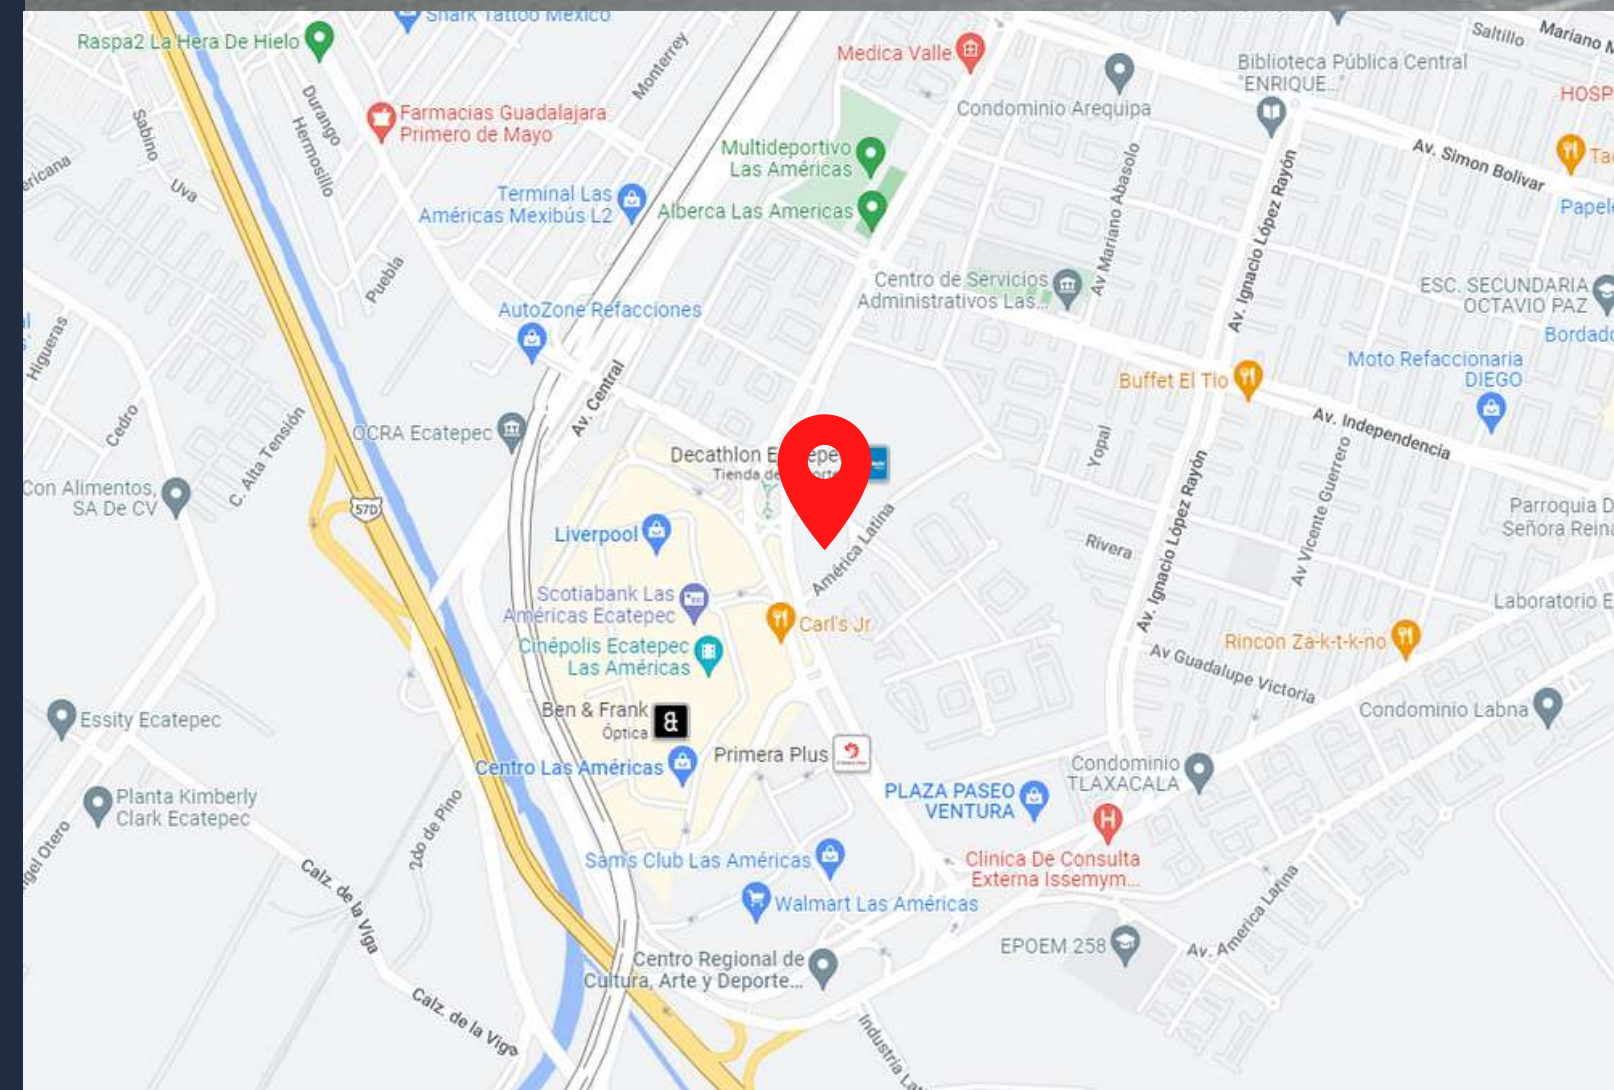 Shark Tattoo México
Raspa2 La Hera De Hielo
Monterrey
Medica Valle
Saltillo
Mariano
Biblioteca Pública Central
"ENRIQUE..."
Condominio Arequipa
HOSP
Durango
Hermosillo
Sabino
Farmacias Guadalajara
Primero de Mayo
Multideportivo
Las Américas
Av. Simon Bolivar
Uva
Terminal Las
Américas Mexibús L2
Alberca Las Americas
Av Mariano Abasolo
Av. Ignacio López Rayón
Puebla
Centro de Servicios
Administrativos Las...
ESC. SECUNDARIA
OCTAVIO PAZ
AutoZone Refacciones
Higueras
Moto Refaccionaria
DIEGO
Buffet El Tio
Av. Central
Cedro
C. Alta Tensión
OCRA Ecatepec
Av. Independencia
Yopal
Decathlon E
epe
Tienda de
orte
Con Alimentos,
SA De CV
570
Liverpool
América Latina
Rivera
Av. Ignacio López Rayón
Av Vicente Guerrero
Parroquia D
Señora Reina
Scotiabank Las
Américas Ecatepec
Carl's Jr
Laboratorio E
Cinépolis Ecatepec
Las Américas
Rincon Za-k-t-k-no
Av Guadalupe Victoria
Essity Ecatepec
Ben & Frank
Óptica
Condominio Labna
Primera Plus
Centro Las Américas
Condominio
TLAXACALA
PLAZA PASEO
VENTURA
Planta Kimberly
Clark Ecatepec
2do de Pino
Sam's Club Las Américas
H
Clinica De Consulta
Externa Issemym...
Calz. de la Viga
Walmart Las Américas
EPOEM 258
Av. America Latina
Centro Regional de
Cultura, Arte y Deporte...
Calz. de la Viga